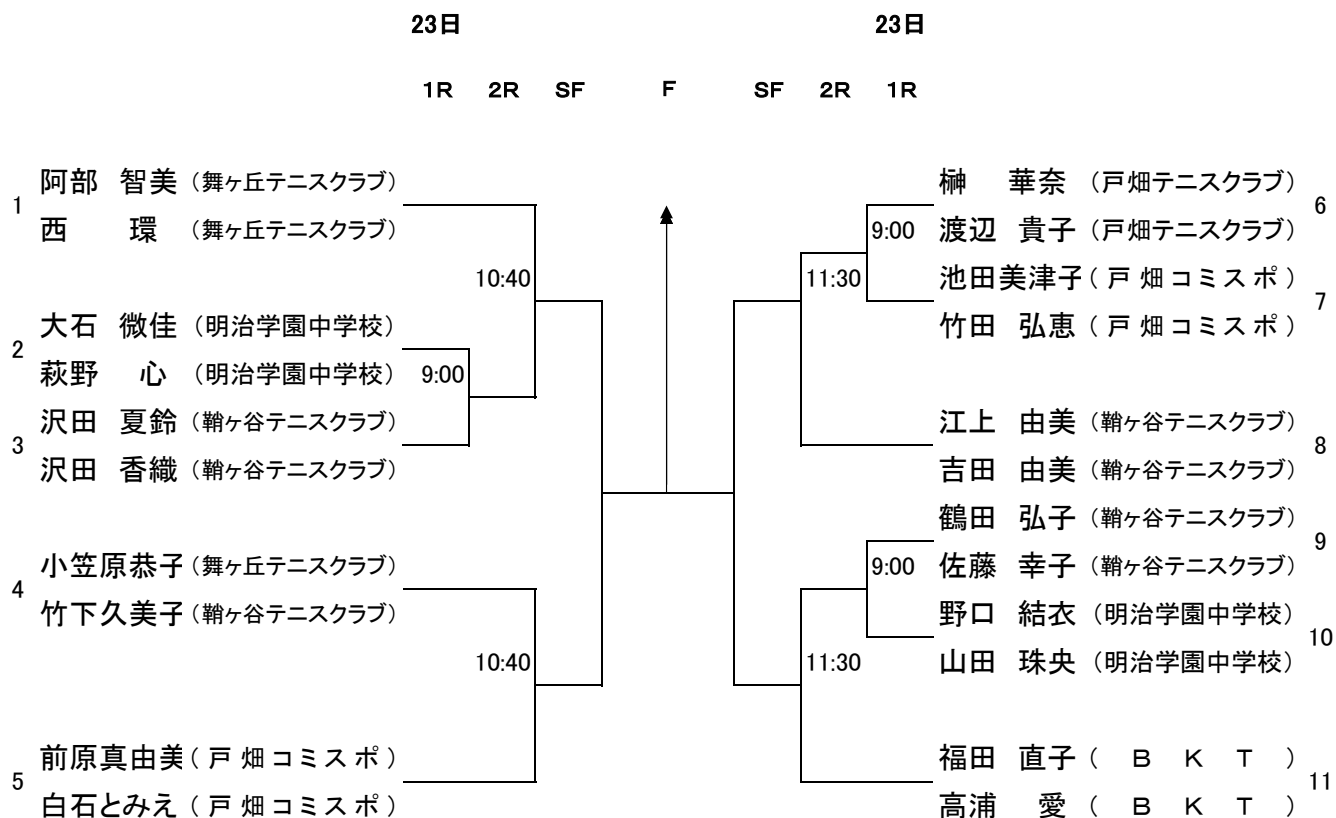 23日 23日
1R 2R SF F SF 2R 1R
1
阿部 智美 (舞ヶ丘テニスクラブ)
西 環 (舞ヶ丘テニスクラブ)
10:40
2
大石 微佳 (明治学園中学校)
萩野 心 (明治学園中学校)
9:00
3
沢田 夏鈴 (鞘ヶ谷テニスクラブ)
沢田 香織 (鞘ヶ谷テニスクラブ)
4
小笠原恭子 (舞ヶ丘テニスクラブ)
竹下久美子 (鞘ヶ谷テニスクラブ)
10:40
5
前原真由美 (戸畑コミスポ)
白石とみえ (戸畑コミスポ)
榊 華奈 (戸畑テニスクラブ)
渡辺 貴子 (戸畑テニスクラブ)
6
9:00
11:30
池田美津子 (戸畑コミスポ)
竹田 弘恵 (戸畑コミスポ)
7
江上 由美 (鞘ヶ谷テニスクラブ)
吉田 由美 (鞘ヶ谷テニスクラブ)
8
鶴田 弘子 (鞘ヶ谷テニスクラブ)
佐藤 幸子 (鞘ヶ谷テニスクラブ)
9
9:00
野口 結衣 (明治学園中学校)
山田 珠央 (明治学園中学校)
10
11:30
福田 直子 (BKT)
高浦 愛 (BKT)
11